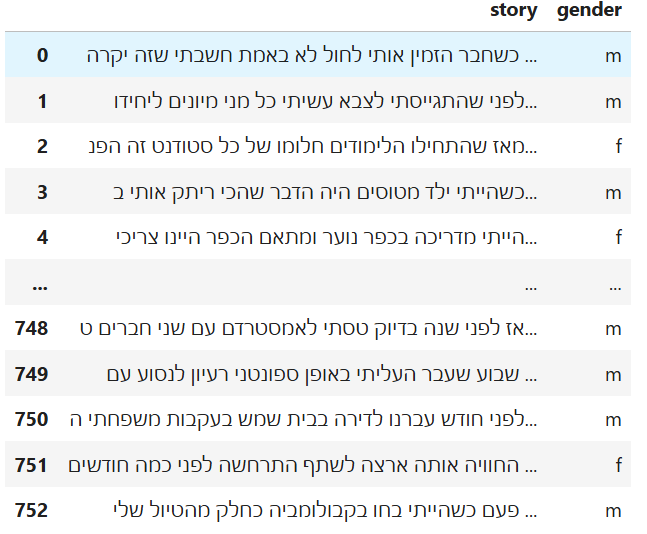 story gender
0 כשחבר הזמין אותי לחול לא באמת חשבתי שזה יקרה ... m
1 לפני שהתגייסתי לצבא עשיתי כל מני מיונים ליחידו... m
2 מאז שהתחילו הלימודים חלומו של כל סטודנט זה הפנ... f
3 כשהייתי ילד מטוסים היה הדבר שהכי ריתק אותי ב... m
4 הייתי מדריכה בכפר נוער ומתאם הכפר היינו צריכי... f
... ... ...
748 אז לפני שנה בדיוק טסתי לאמסטרדם עם שני חברים ט... m
749 שבוע שעבר העליתי באופן ספונטני רעיון לנסוע עם ... m
750 לפני חודש עברנו לדירה בבית שמש בעקבות משפחתי ה... m
751 החוויה אותה ארצה לשתף התרחשה לפני כמה חודשים ... f
752 פעם כשהייתי בחו בקבולומביה כחלק מהטיול שלי ... m